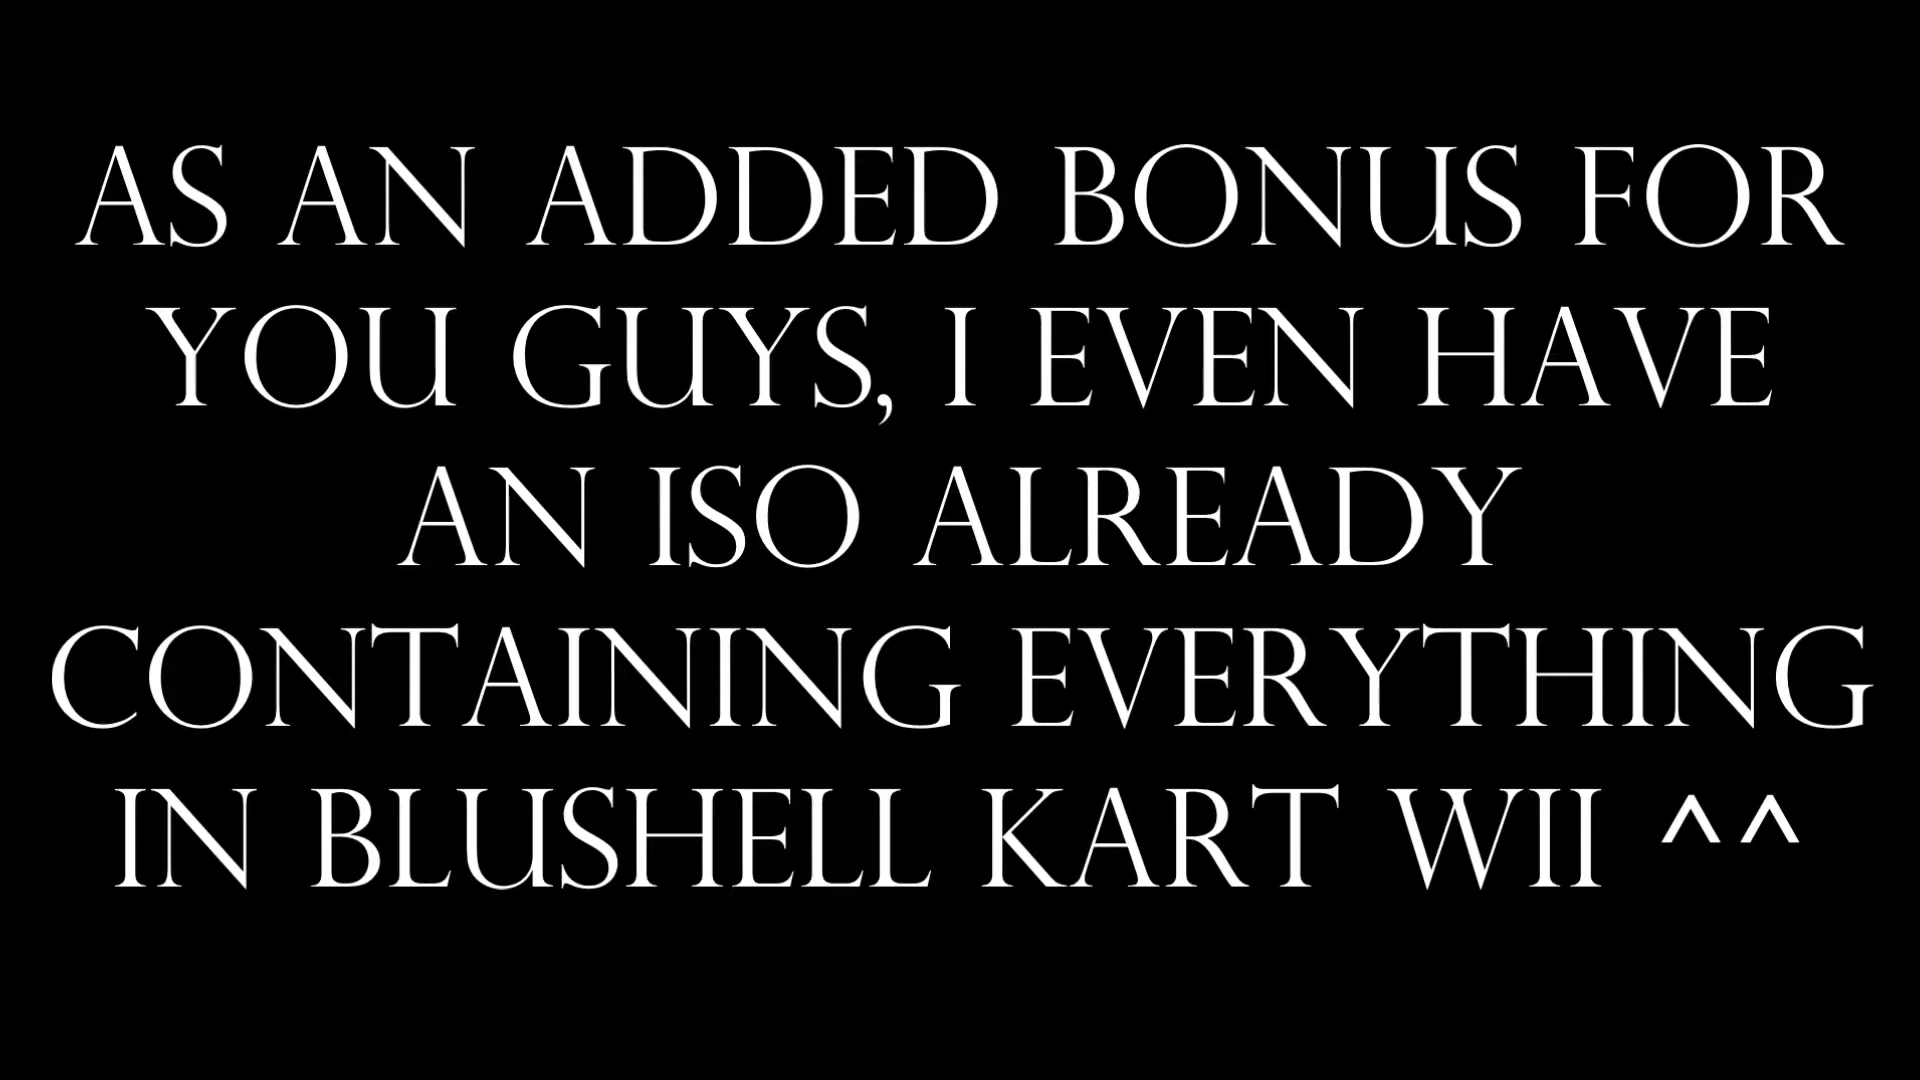 AS AN ADDED BONUS FOR
YOU GUYS, I EVEN HAVE
AN ISO ALREADY
CONTAINING EVERYTHING
IN BLUSHELL KART WII ^^